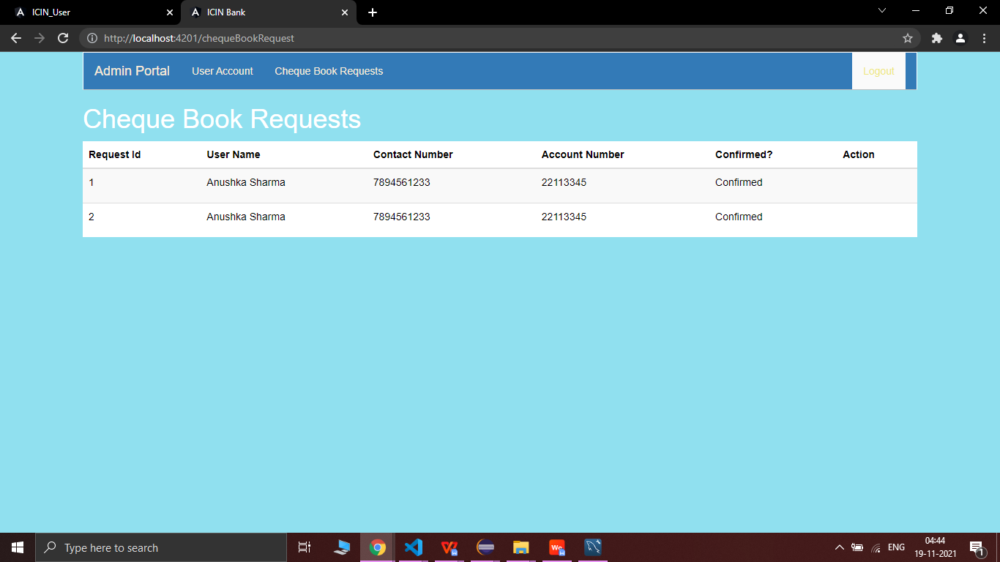 ICIN_User
ICIN Bank
http://localhost:4201/chequeBookRequest
Admin Portal User Account Cheque Book Requests Logout
Cheque Book Requests
Request Id User Name Contact Number Account Number Confirmed? Action
1 Anushka Sharma 7894561233 22113345 Confirmed
2 Anushka Sharma 7894561233 22113345 Confirmed
Type here to search
ENG
04:44
19-11-2021
1